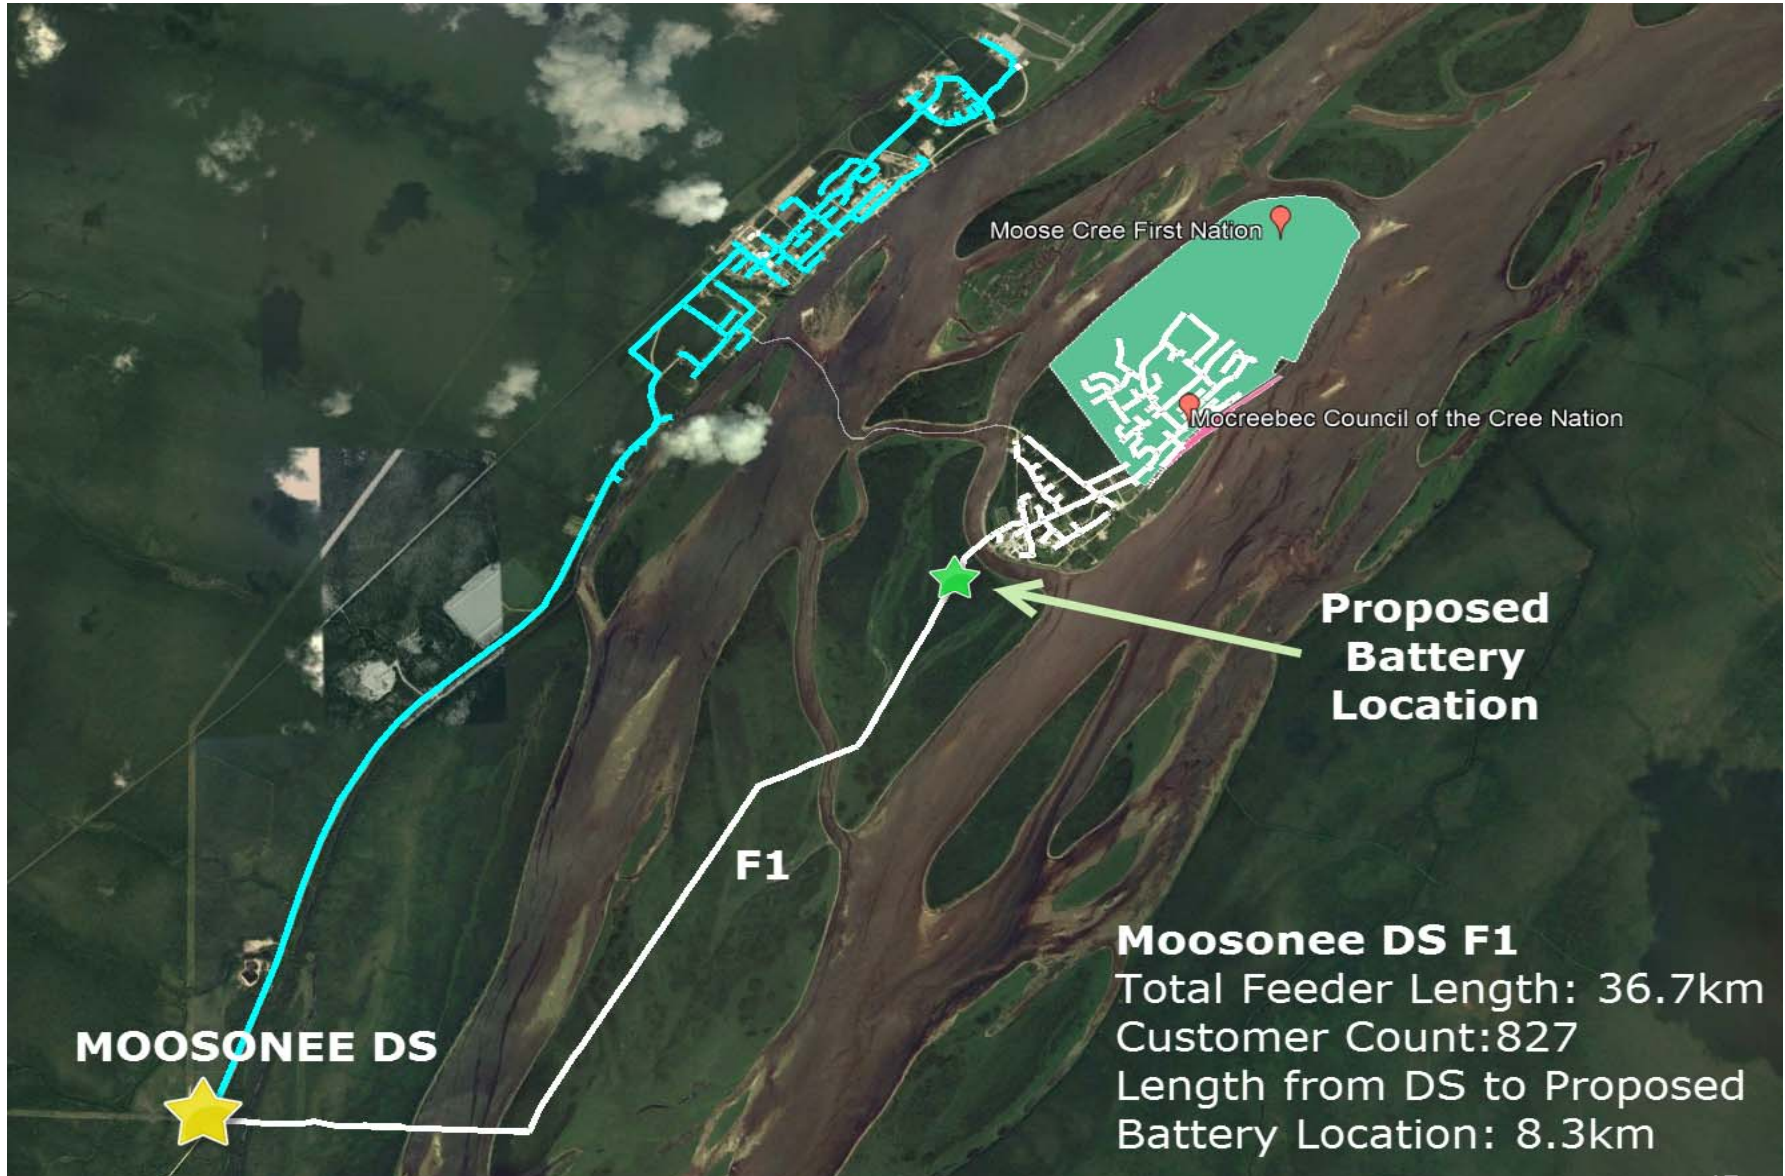 Moose Cree First Nation
Mocreebec Council of the Cree Nation
Proposed
Battery
Location
F1
MOOSONEE DS
Moosonee DS F1
Total Feeder Length: 36.7km
Customer Count:827
Length from DS to Proposed
Battery Location: 8.3km